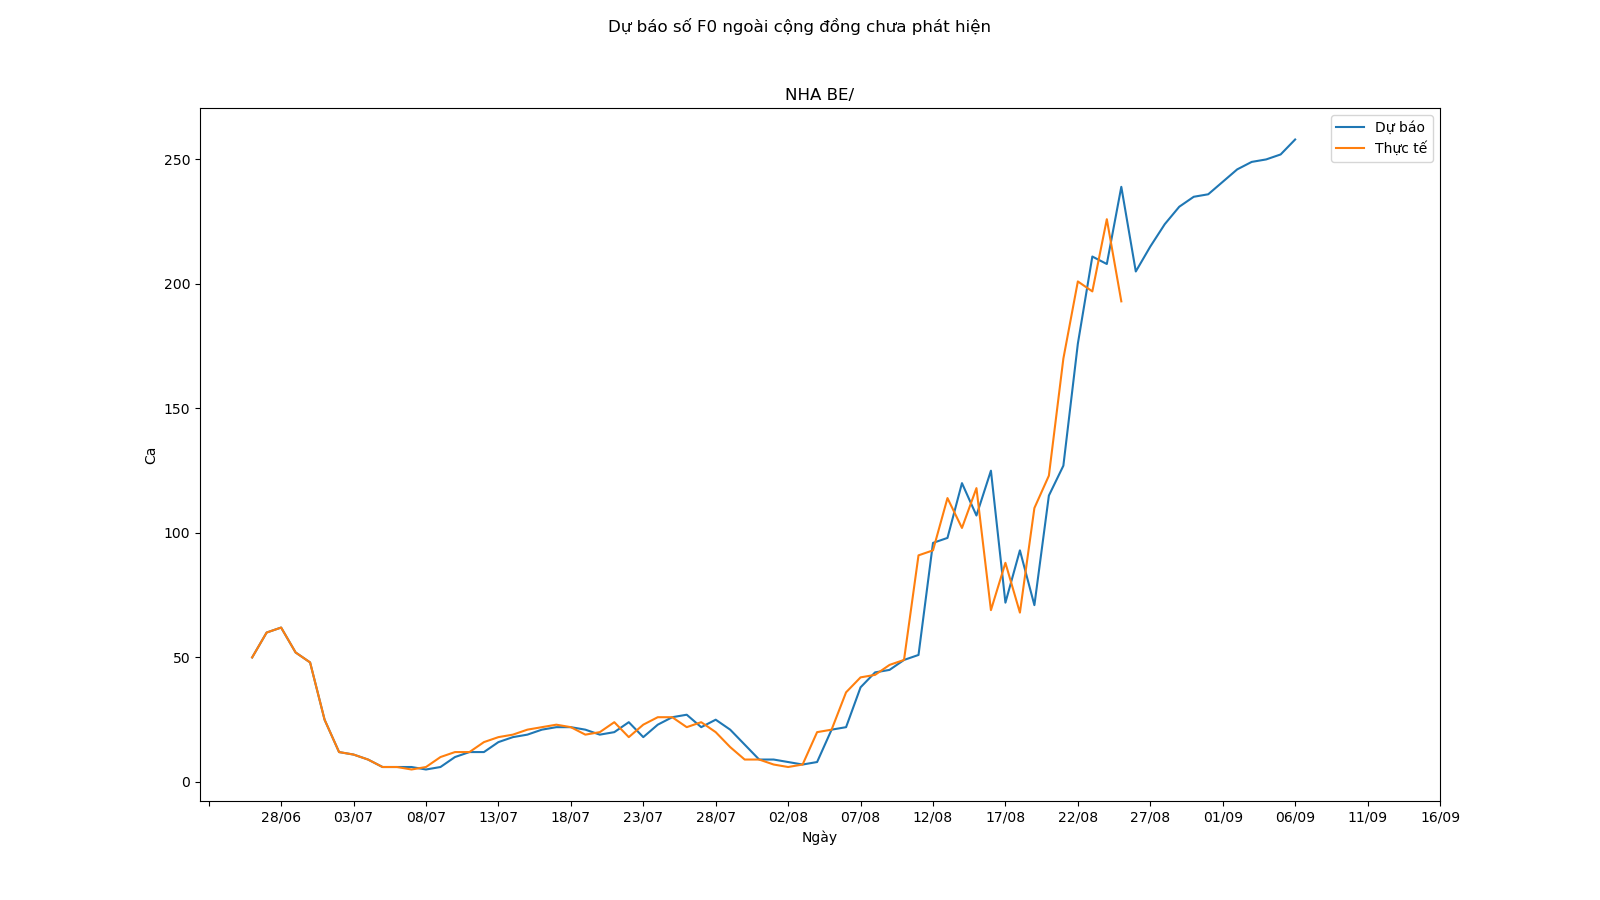 Dự báo số F0 ngoài cộng đồng chưa phát hiện
NHA BE/
Dự báo
Thực tế
250
200
150
100
50
0
Ca
28/06 03/07 08/07 13/07 18/07 23/07 28/07 02/08 07/08 12/08 17/08 22/08 27/08 01/09 06/09 11/09 16/09
Ngày